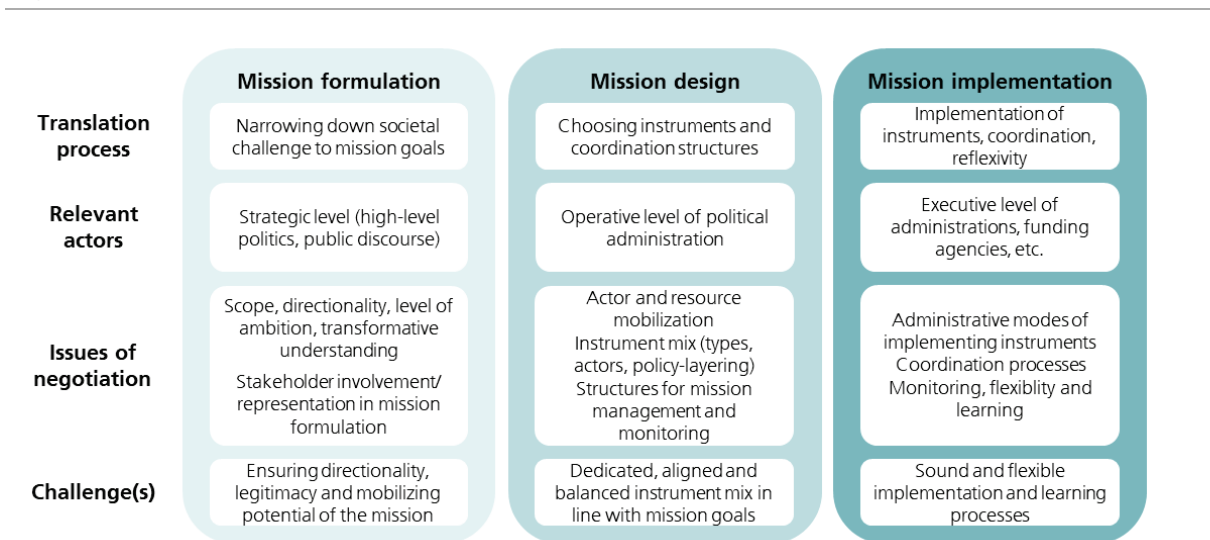 Mission formulation
Mission design
Mission implementation
Translation
process
Narrowing down societal
challenge to mission goals
Choosing instruments and
coordination structures
Implementation of
instruments, coordination,
reflexivity
Relevant
actors
Strategic level (high-level
politics, public discourse)
Operative level of political
administration
Executive level of
administrations, funding
agencies, etc.
Issues of
negotiation
Scope, directionality, level of
ambition, transformative
understanding
Stakeholder involvement/
representation in mission
formulation
Actor and resource
mobilization
Instrument mix (types,
actors, policy-layering)
Structures for mission
management and
monitoring
Administrative modes of
implementing instruments
Coordination processes
Monitoring, flexiblity and
learning
Challenge(s)
Ensuring directionality,
legitimacy and mobilizing
potential of the mission
Dedicated, aligned and
balanced instrument mix in
line with mission goals
Sound and flexible
implementation and learning
processes